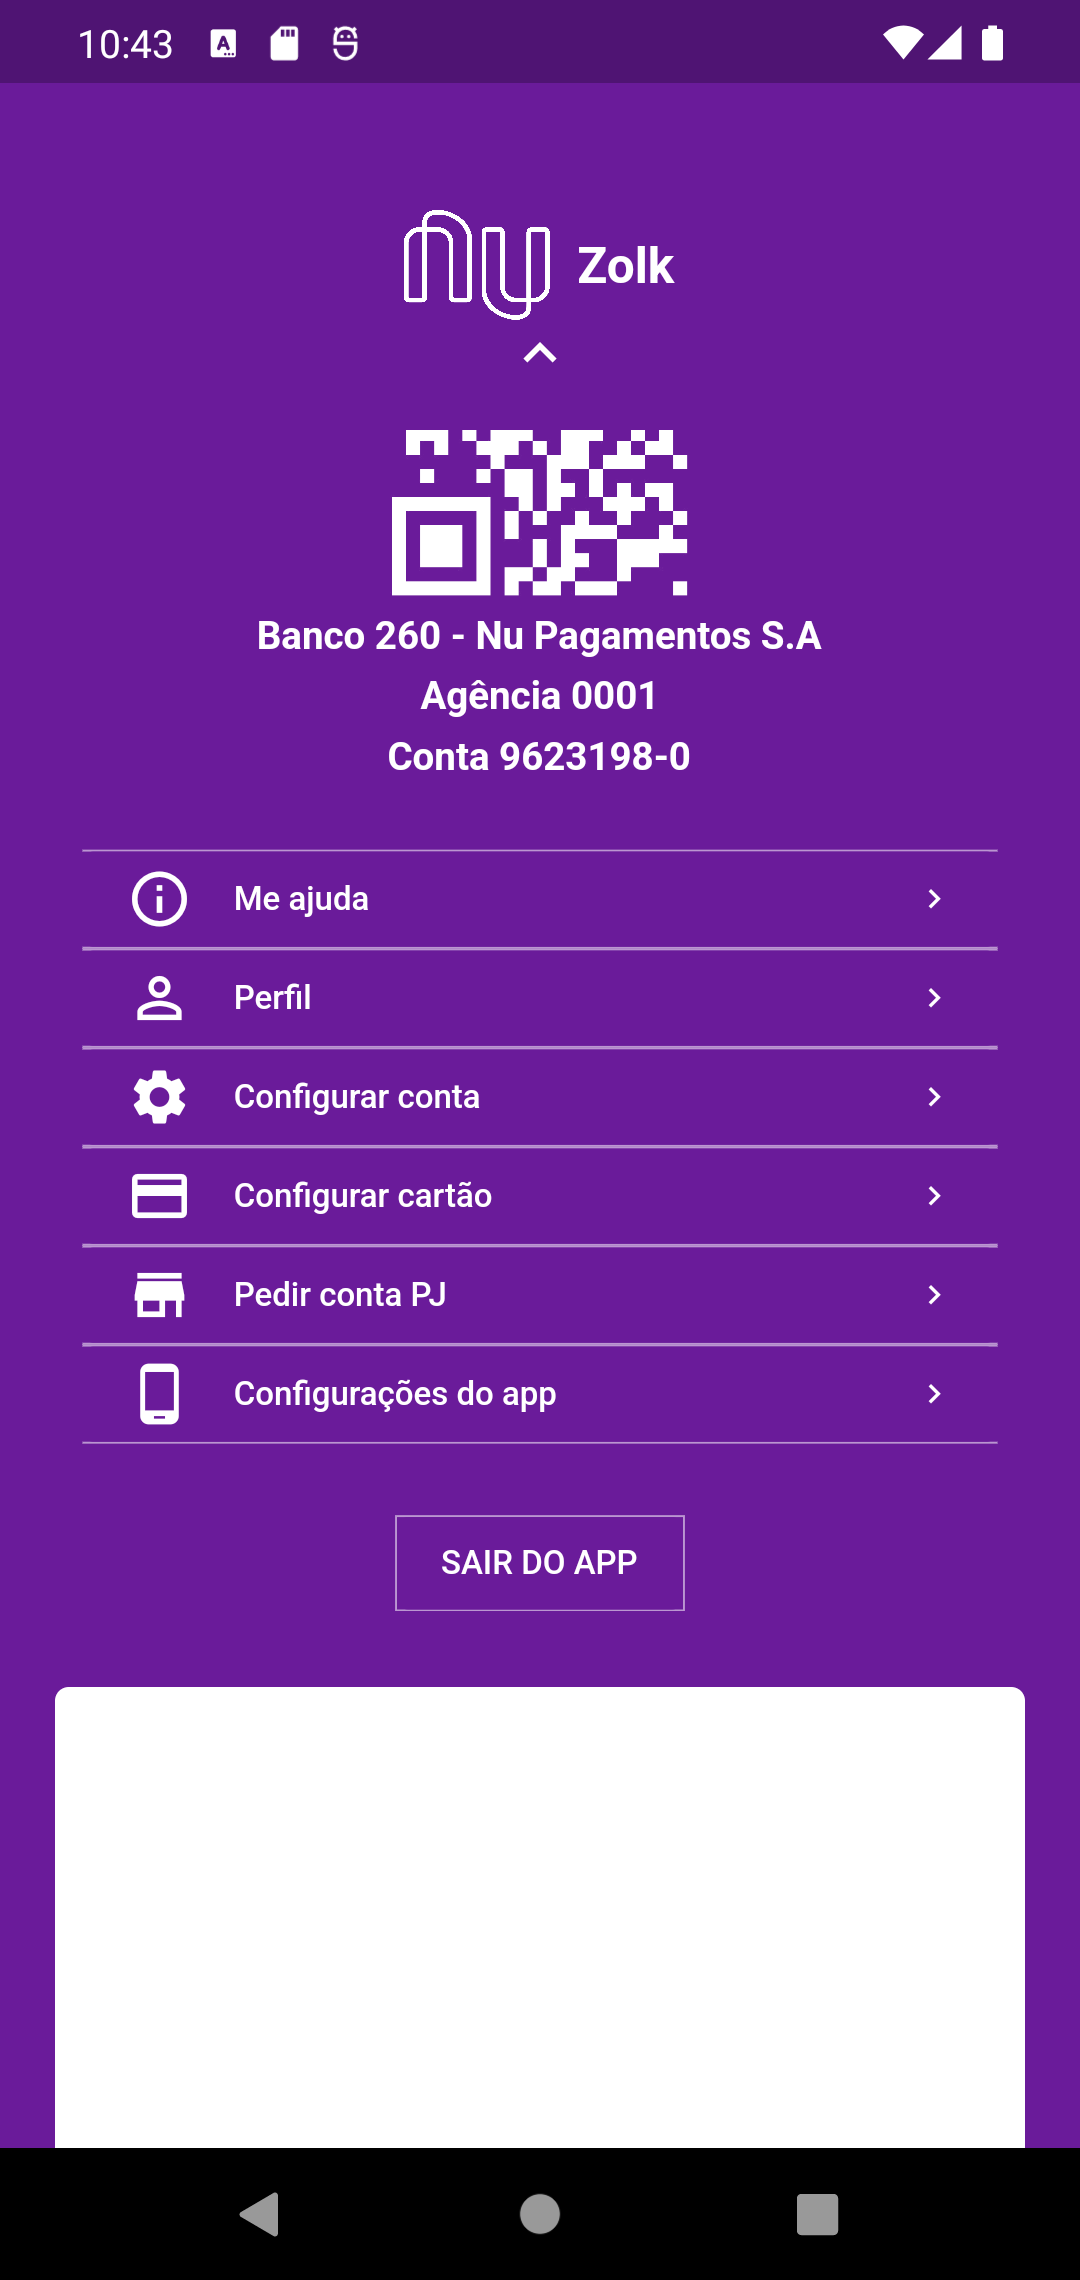 10:43
nu Zolk
Banco 260 - Nu Pagamentos S.A
Agência 0001
Conta 9623198-0
Me ajuda
Perfil
Configurar conta
Configurar cartão
Pedir conta PJ
Configurações do app
SAIR DO APP